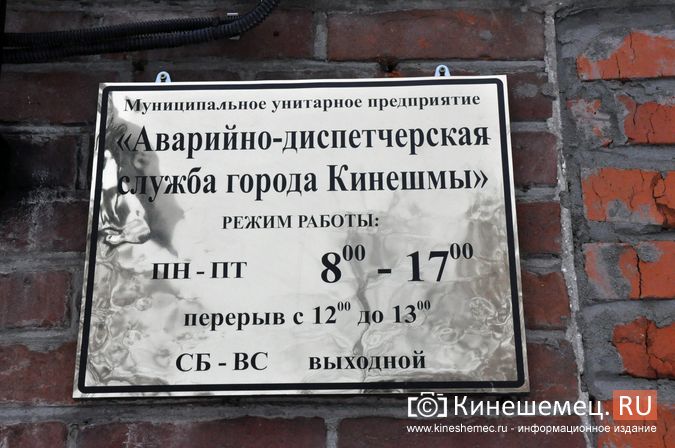 Муниципальное унитарное предприятие
«Аварийно-диспетчерская
служба города Кинешмы»
РЕЖИМ РАБОТЫ:
ПН - ПТ 8⁰⁰ - 17⁰⁰
перерыв с 12⁰⁰ до 13⁰⁰
СБ - ВС выходной
Кинешемец.RU
www.kineshemec.ru - информационное издание